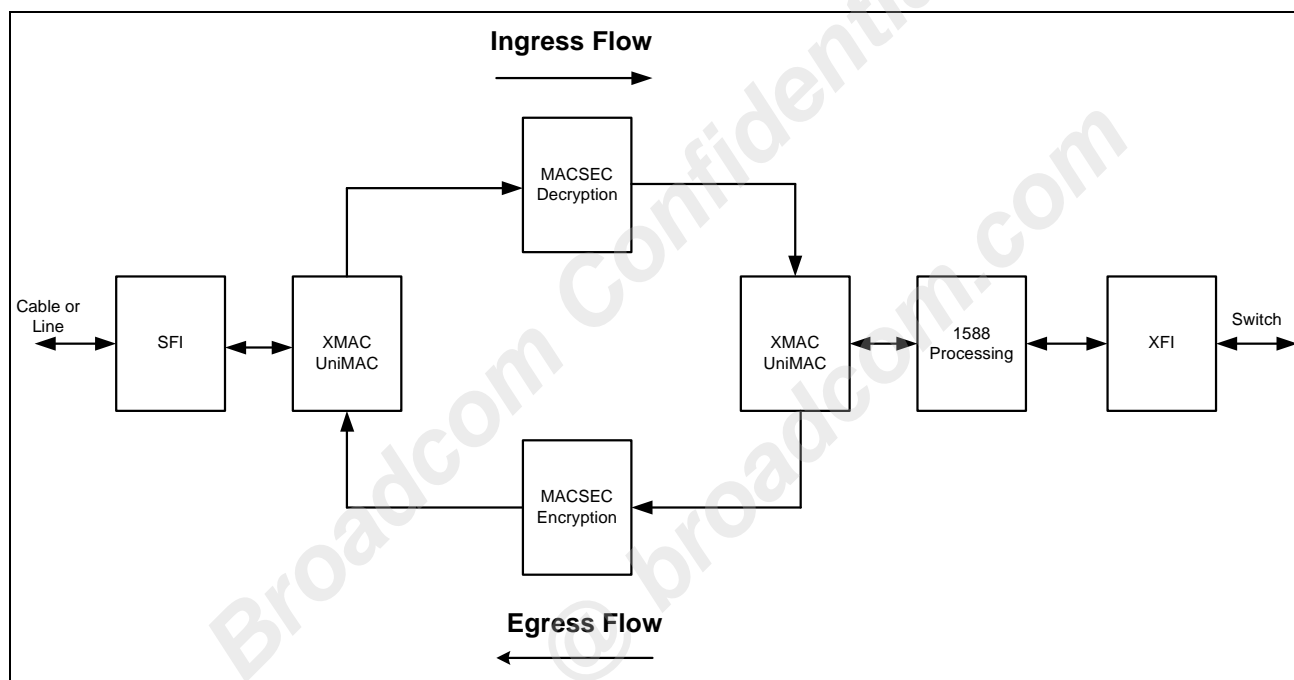 Ingress Flow
MACSEC
Decryption
Cable or
Line
SFI
XMAC
UniMAC
XMAC
UniMAC
1588
Processing
XFI
Switch
MACSEC
Encryption
Egress Flow
Broadcom Confidential
@ broadcom.com